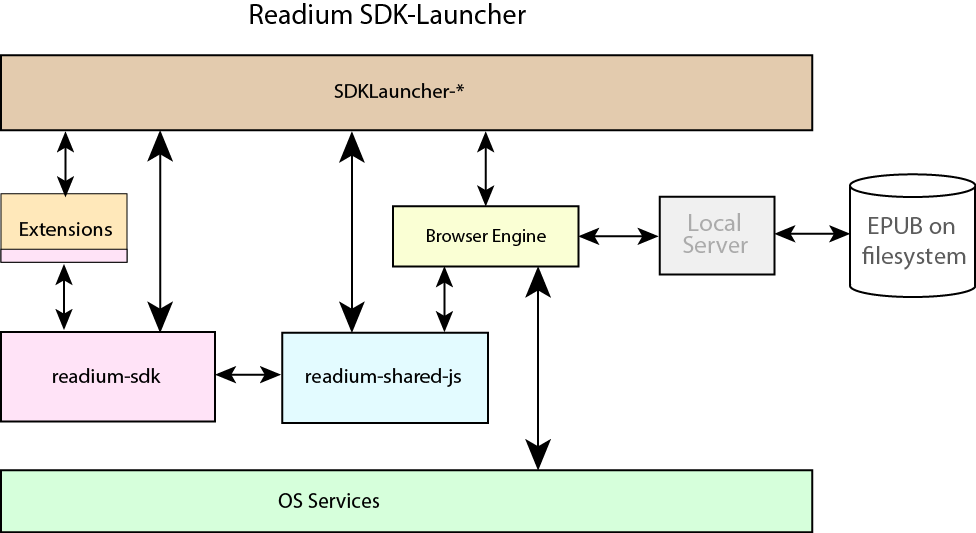 Readium SDK-Launcher
SDKLauncher-*
Extensions
Browser Engine
Local
Server
EPUB on
filesystem
readium-sdk
readium-shared-js
OS Services